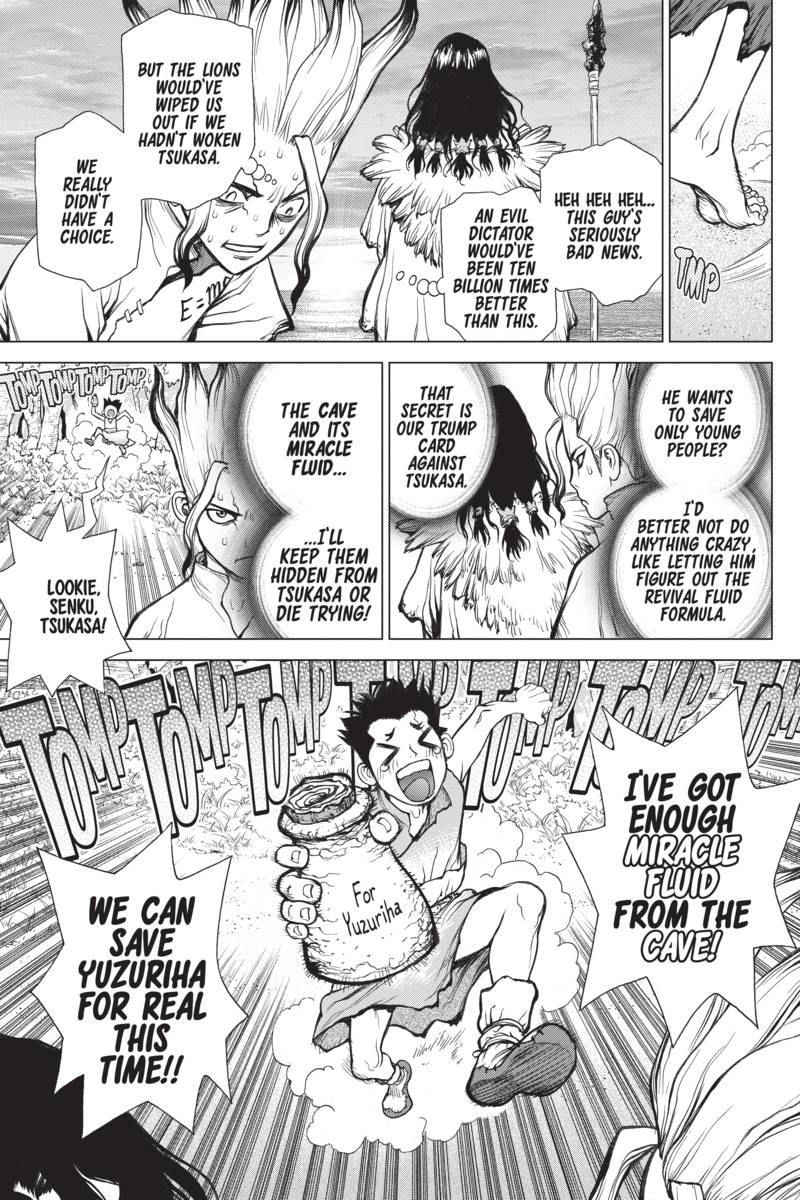 TMP
HEH HEH HEH...
THIS GUY'S
SERIOUSLY
BAD NEWS.
AN EVIL
DICTATOR
WOULD'VE
BEEN TEN
BILLION TIMES
BETTER
THAN THIS.
BUT THE LIONS
WOULD'VE
WIPED US
OUT IF WE
HADN'T WOKEN
TSUKASA.
WE
REALLY
DIDN'T
HAVE A
CHOICE.
HE WANTS
TO SAVE
ONLY YOUNG
PEOPLE?
I'D
BETTER NOT DO
ANYTHING CRAZY,
LIKE LETTING HIM
FIGURE OUT THE
REVIVAL FLUID
FORMULA.
THAT
SECRET IS
OUR TRUMP
CARD
AGAINST
TSUKASA.
THE CAVE
AND ITS
MIRACLE
FLUID...
...I'LL
KEEP THEM
HIDDEN FROM
TSUKASA OR
DIE TRYING!
TOMP TOMP TOMP TOMP
LOOKIE,
SENKU,
TSUKASA!
TOMP TOMP TOMP TOMP TOMP TOMP TOMP
I'VE GOT
ENOUGH
MIRACLE
FLUID
FROM THE
CAVE!
For
Yuzuriha
WE CAN
SAVE
YUZURIHA
FOR REAL
THIS
TIME!!